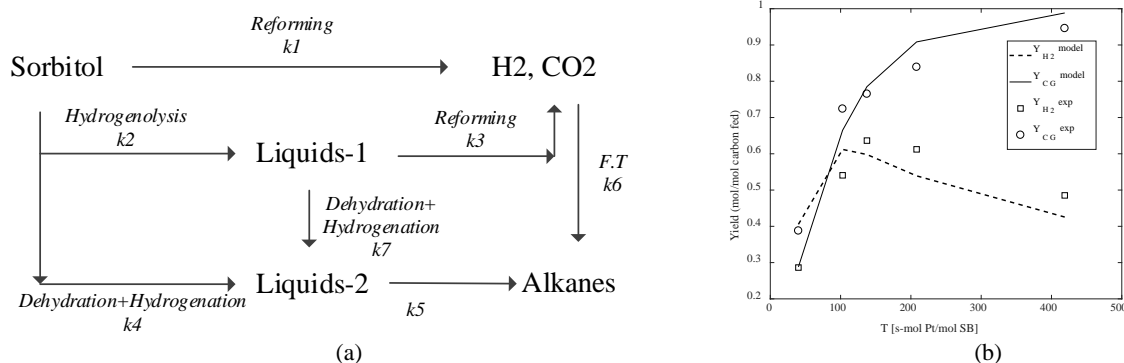 Reforming
k1
Sorbitol
H2, CO2
Hydrogenolysis
k2
Reforming
k3
Liquids-1
F.T
k6
Dehydration+
Hydrogenation
k7
Liquids-2
Alkanes
Dehydration+Hydrogenation
k4
k5
(a)
1
0.9
0.8
0.7
0.6
0.5
0.4
0.3
0.2
Yield (mol/mol carbon fed)
Y H2 model
Y CG model
Y H2 exp
Y CG exp
0 100 200 300 400 500
T [s-mol Pt/mol SB]
(b)